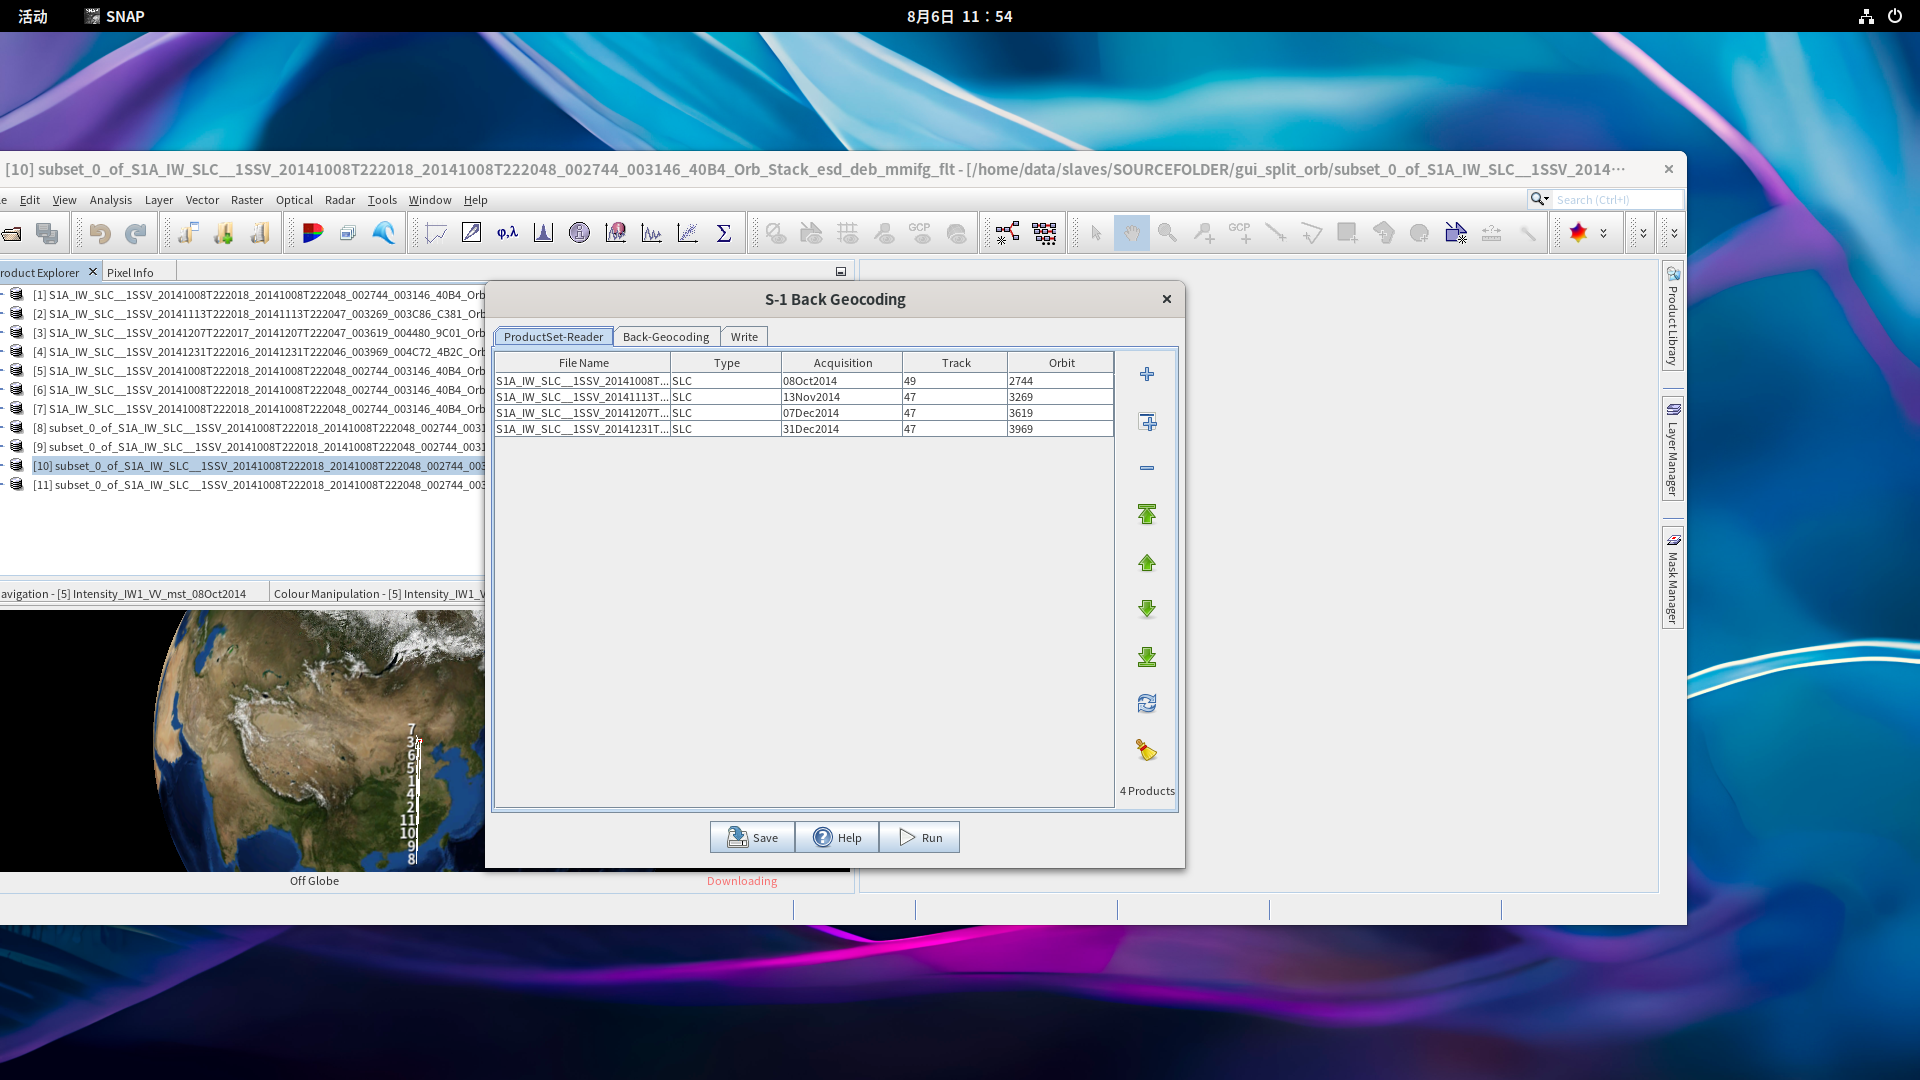 活动 SNAP 8月6日 11：54
[10] subset_0_of_S1A_IW_SLC__1SSV_20141008T222018_20141008T222048_002744_003146_40B4_Orb_Stack_esd_deb_mmifg_flt - [/home/data/slaves/SOURCEFOLDER/gui_split_orb/subset_0_of_S1A_IW_SLC__1SSV_2014···
e Edit View Analysis Layer Vector Raster Optical Radar Tools Window Help Search (Ctrl+I)
φ,λ Σ GCP GCP
roduct Explorer Pixel Info
[1] S1A_IW_SLC__1SSV_20141008T222018_20141008T222048_002744_003146_40B4_Orb
[2] S1A_IW_SLC__1SSV_20141113T222018_20141113T222047_003269_003C86_C381_Orb
[3] S1A_IW_SLC__1SSV_20141207T222017_20141207T222047_003619_004480_9C01_Orb
[4] S1A_IW_SLC__1SSV_20141231T222016_20141231T222046_003969_004C72_4B2C_Orb
[5] S1A_IW_SLC__1SSV_20141008T222018_20141008T222048_002744_003146_40B4_Orb
[6] S1A_IW_SLC__1SSV_20141008T222018_20141008T222048_002744_003146_40B4_Orb
[7] S1A_IW_SLC__1SSV_20141008T222018_20141008T222048_002744_003146_40B4_Orb
[8] subset_0_of_S1A_IW_SLC__1SSV_20141008T222018_20141008T222048_002744_0031
[9] subset_0_of_S1A_IW_SLC__1SSV_20141008T222018_20141008T222048_002744_0031
[10] subset_0_of_S1A_IW_SLC__1SSV_20141008T222018_20141008T222048_002744_003
[11] subset_0_of_S1A_IW_SLC__1SSV_20141008T222018_20141008T222048_002744_003
avigation - [5] Intensity_IW1_VV_mst_08Oct2014 Colour Manipulation - [5] Intensity_IW1_V
7
3
6
5
1
4
2
11
10
9
8
Off Globe Downloading
S-1 Back Geocoding
ProductSet-Reader Back-Geocoding Write
File Name Type Acquisition Track Orbit
S1A_IW_SLC__1SSV_20141008T... SLC 08Oct2014 49 2744
S1A_IW_SLC__1SSV_20141113T... SLC 13Nov2014 47 3269
S1A_IW_SLC__1SSV_20141207T... SLC 07Dec2014 47 3619
S1A_IW_SLC__1SSV_20141231T... SLC 31Dec2014 47 3969
4 Products
Save Help Run
Product Library
Layer Manager
Mask Manager